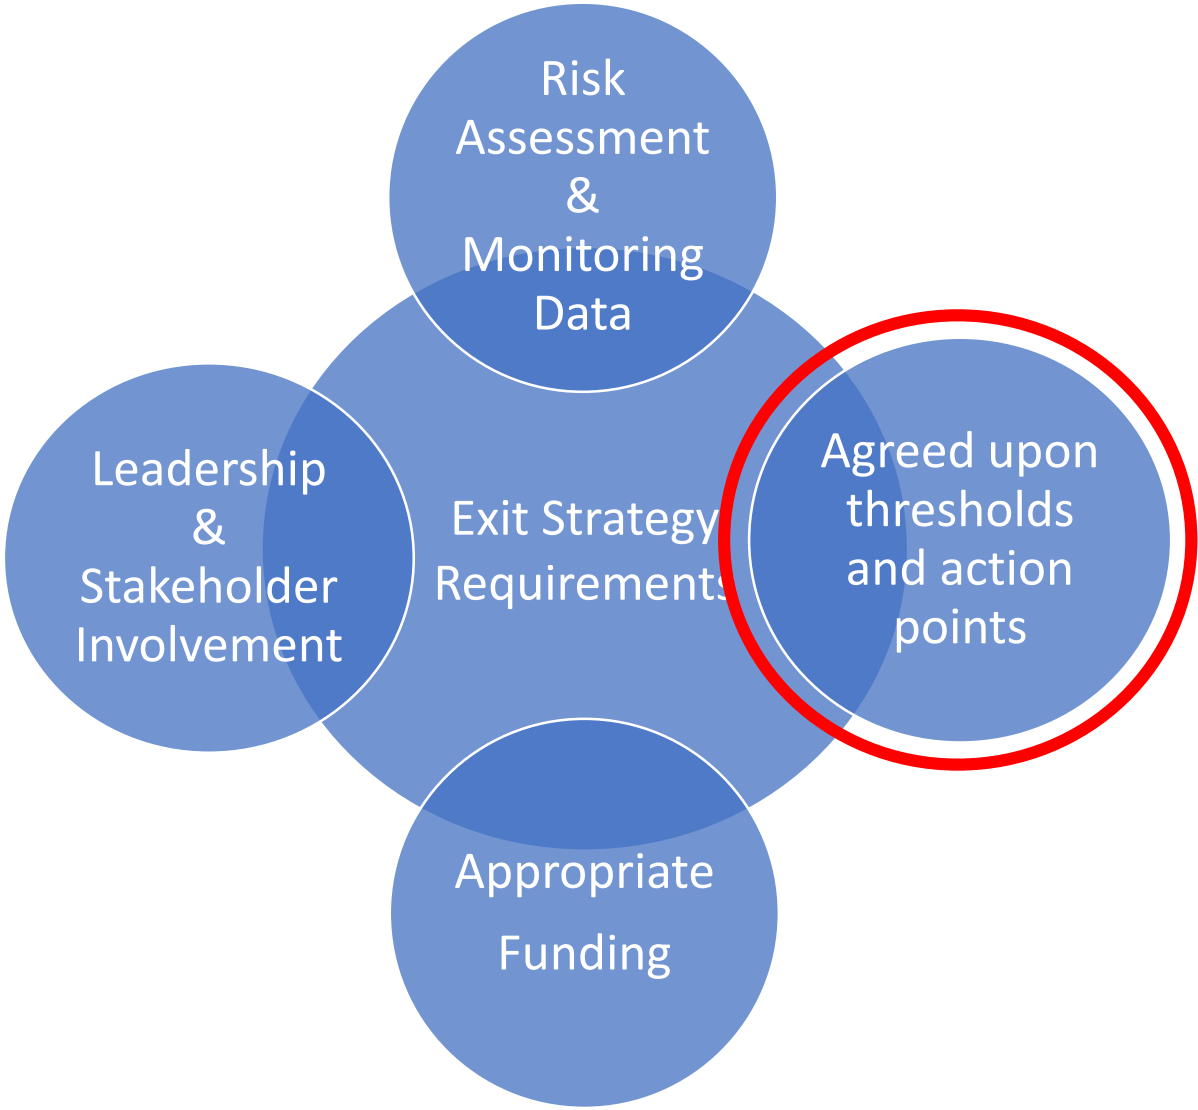 Risk
Assessment
&
Monitoring
Data
Leadership
&
Stakeholder
Involvement
Exit Strategy
Requirements
Agreed upon
thresholds
and action
points
Appropriate
Funding